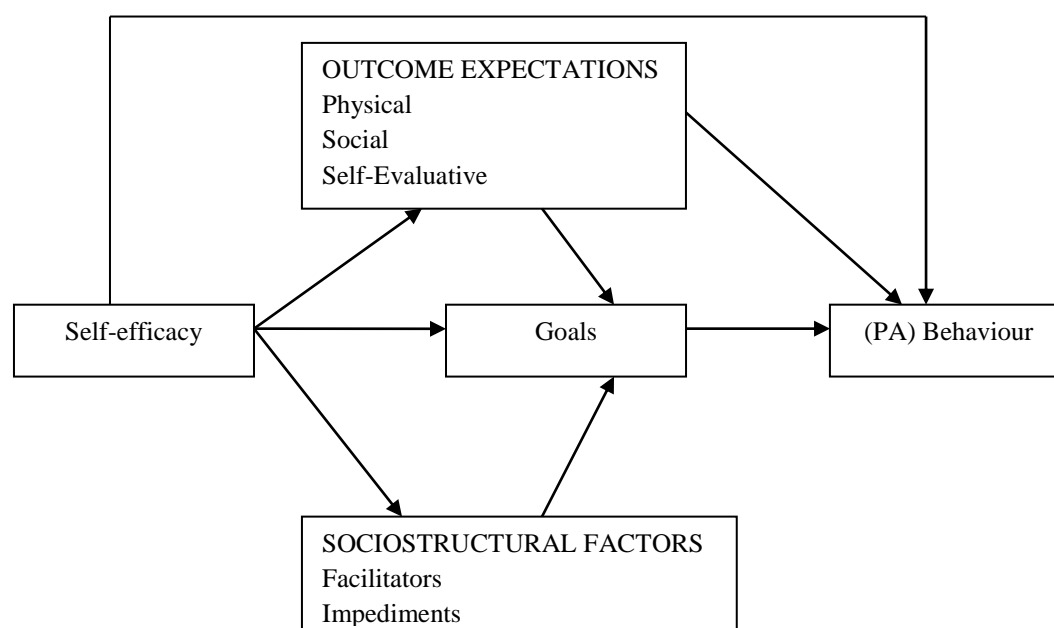 OUTCOME EXPECTATIONS
Physical
Social
Self-Evaluative
Self-efficacy
Goals
(PA) Behaviour
SOCIOSTRUCTURAL FACTORS
Facilitators
Impediments